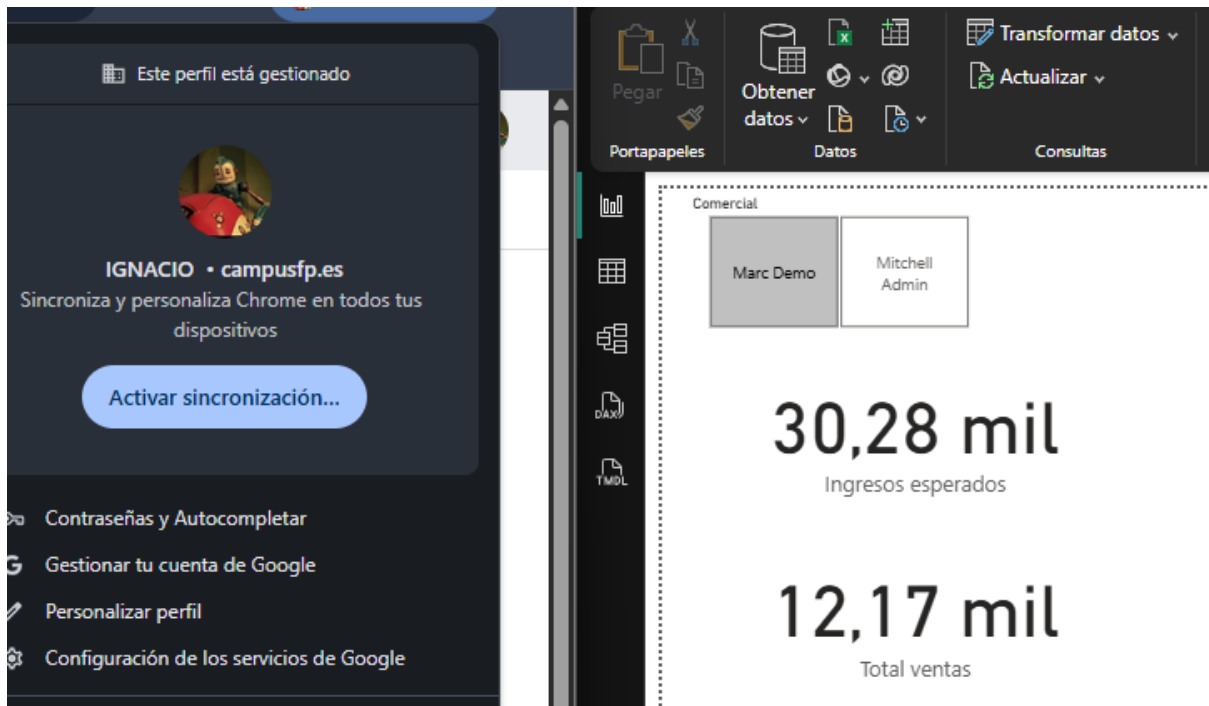 Este perfil está gestionado
IGNACIO • campusfp.es
Sincroniza y personaliza Chrome en todos tus
dispositivos
Activar sincronización...
Contraseñas y Autocompletar
Gestionar tu cuenta de Google
Personalizar perfil
Configuración de los servicios de Google
Pegar
Portapapeles
Obtener
datos
Datos
Transformar datos
Actualizar
Consultas
DAX
TMDL
Comercial
Marc Demo
Mitchell
Admin
30,28 mil
Ingresos esperados
12,17 mil
Total ventas